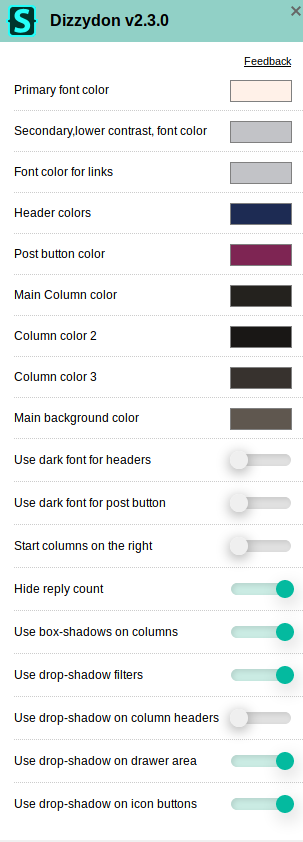 S Dizzydon v2.3.0
Feedback
Primary font color
Secondary,lower contrast, font color
Font color for links
Header colors
Post button color
Main Column color
Column color 2
Column color 3
Main background color
Use dark font for headers
Use dark font for post button
Start columns on the right
Hide reply count
Use box-shadows on columns
Use drop-shadow filters
Use drop-shadow on column headers
Use drop-shadow on drawer area
Use drop-shadow on icon buttons